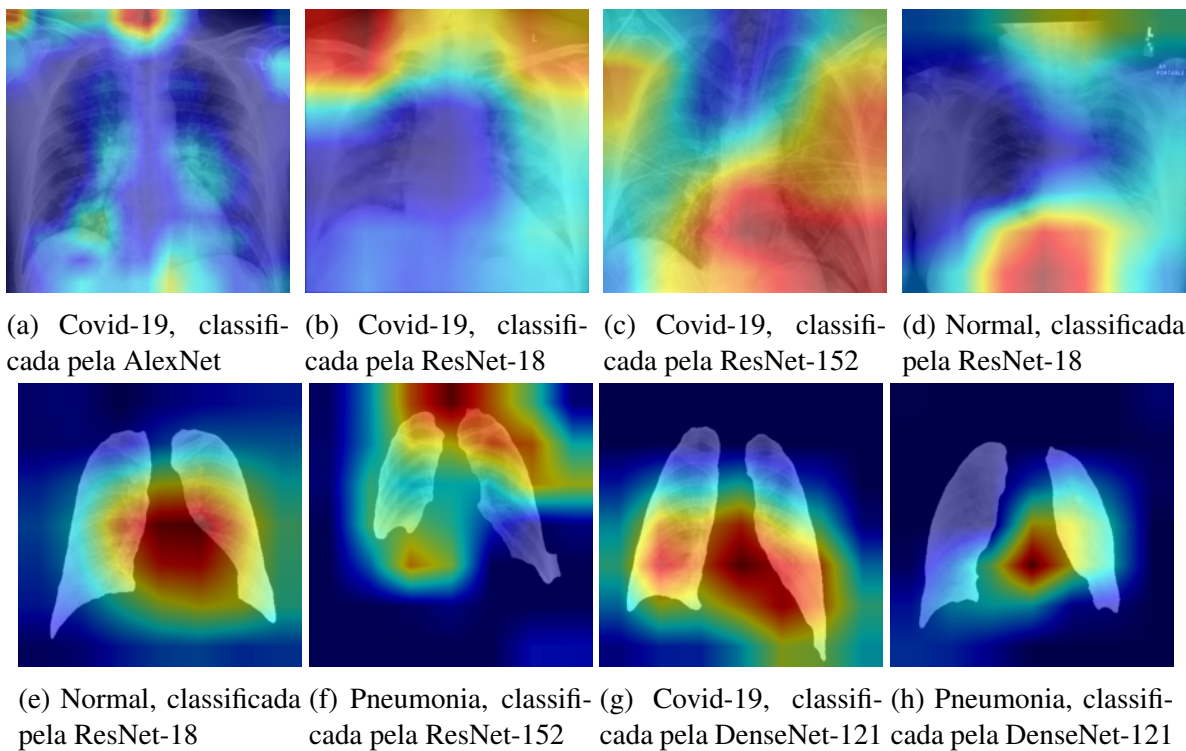 L
L
AP
PORTABLE
(a) Covid-19, classifi-
cada pela AlexNet
(b) Covid-19, classifi-
cada pela ResNet-18
(c) Covid-19, classifi-
cada pela ResNet-152
(d) Normal, classificada
pela ResNet-18
(e) Normal, classificada
pela ResNet-18
(f) Pneumonia, classifi-
cada pela ResNet-152
(g) Covid-19, classifi-
cada pela DenseNet-121
(h) Pneumonia, classifi-
cada pela DenseNet-121